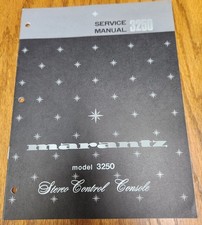 SERVICE
MANUAL 3250
marantz
model 3250
Stereo Control Console